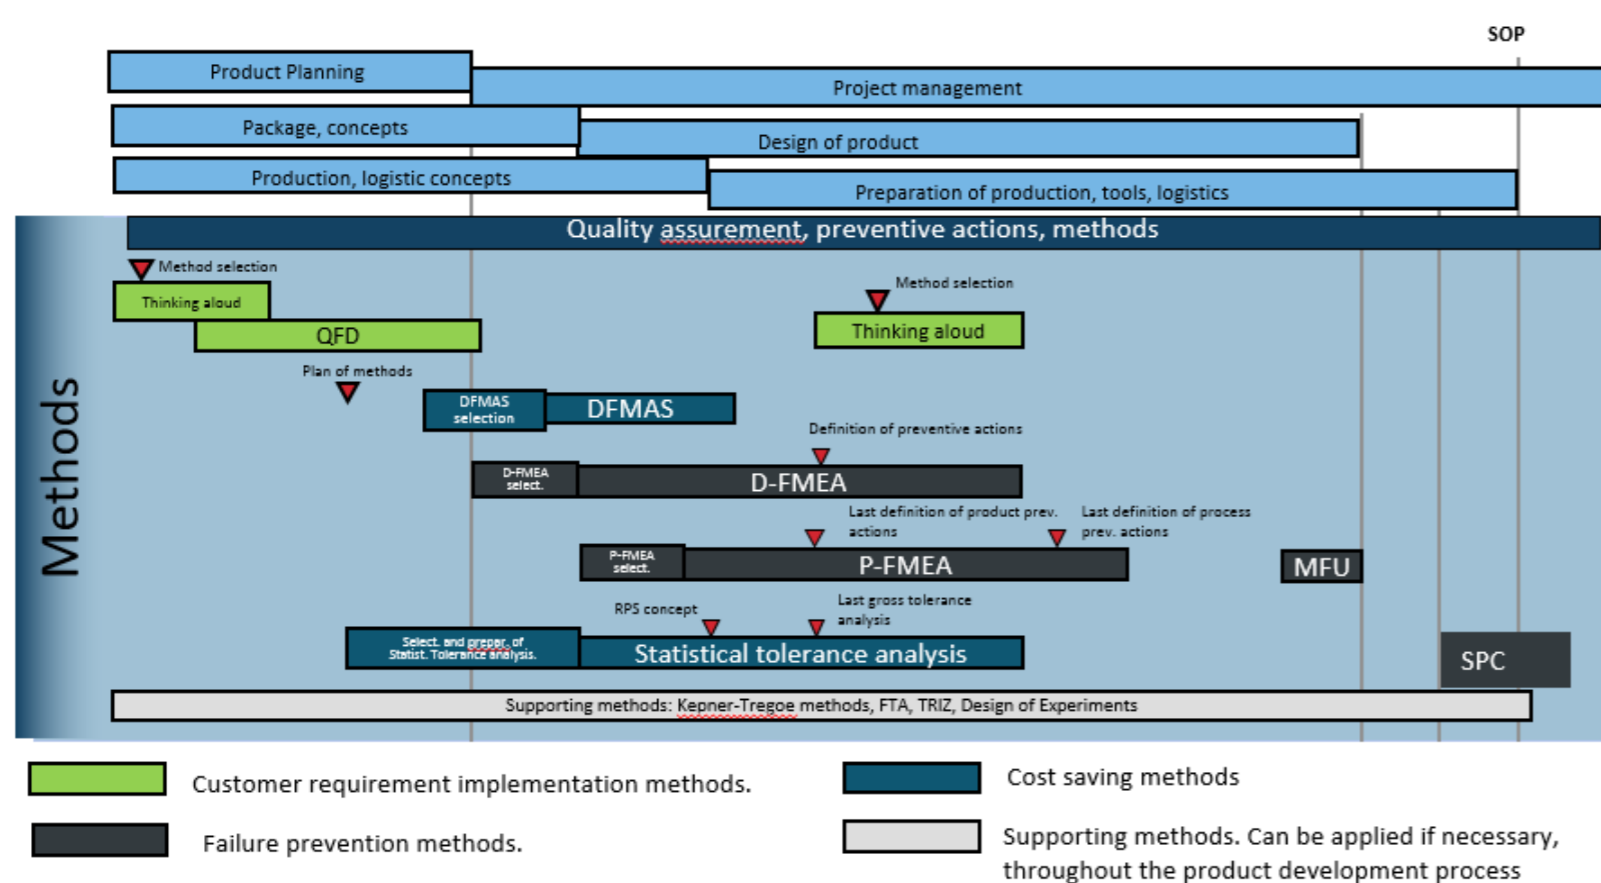 SOP
Product Planning
Project management
Package, concepts
Design of product
Production, logistic concepts
Preparation of production, tools, logistics
Quality assurement, preventive actions, methods
Methods
Method selection
Thinking aloud
QFD
Method selection
Thinking aloud
Plan of methods
DFMAS
selection
DFMAS
Definition of preventive actions
D-FMEA
select.
D-FMEA
Last definition of product prev.
actions
Last definition of process
prev. actions
P-FMEA
select.
P-FMEA
MFU
RPS concept
Last gross tolerance
analysis
Select. and prepar. of
Statist. Tolerance analysis.
Statistical tolerance analysis
SPC
Supporting methods: Kepner-Tregoe methods, FTA, TRIZ, Design of Experiments
Customer requirement implementation methods.
Cost saving methods
Failure prevention methods.
Supporting methods. Can be applied if necessary,
throughout the product development process